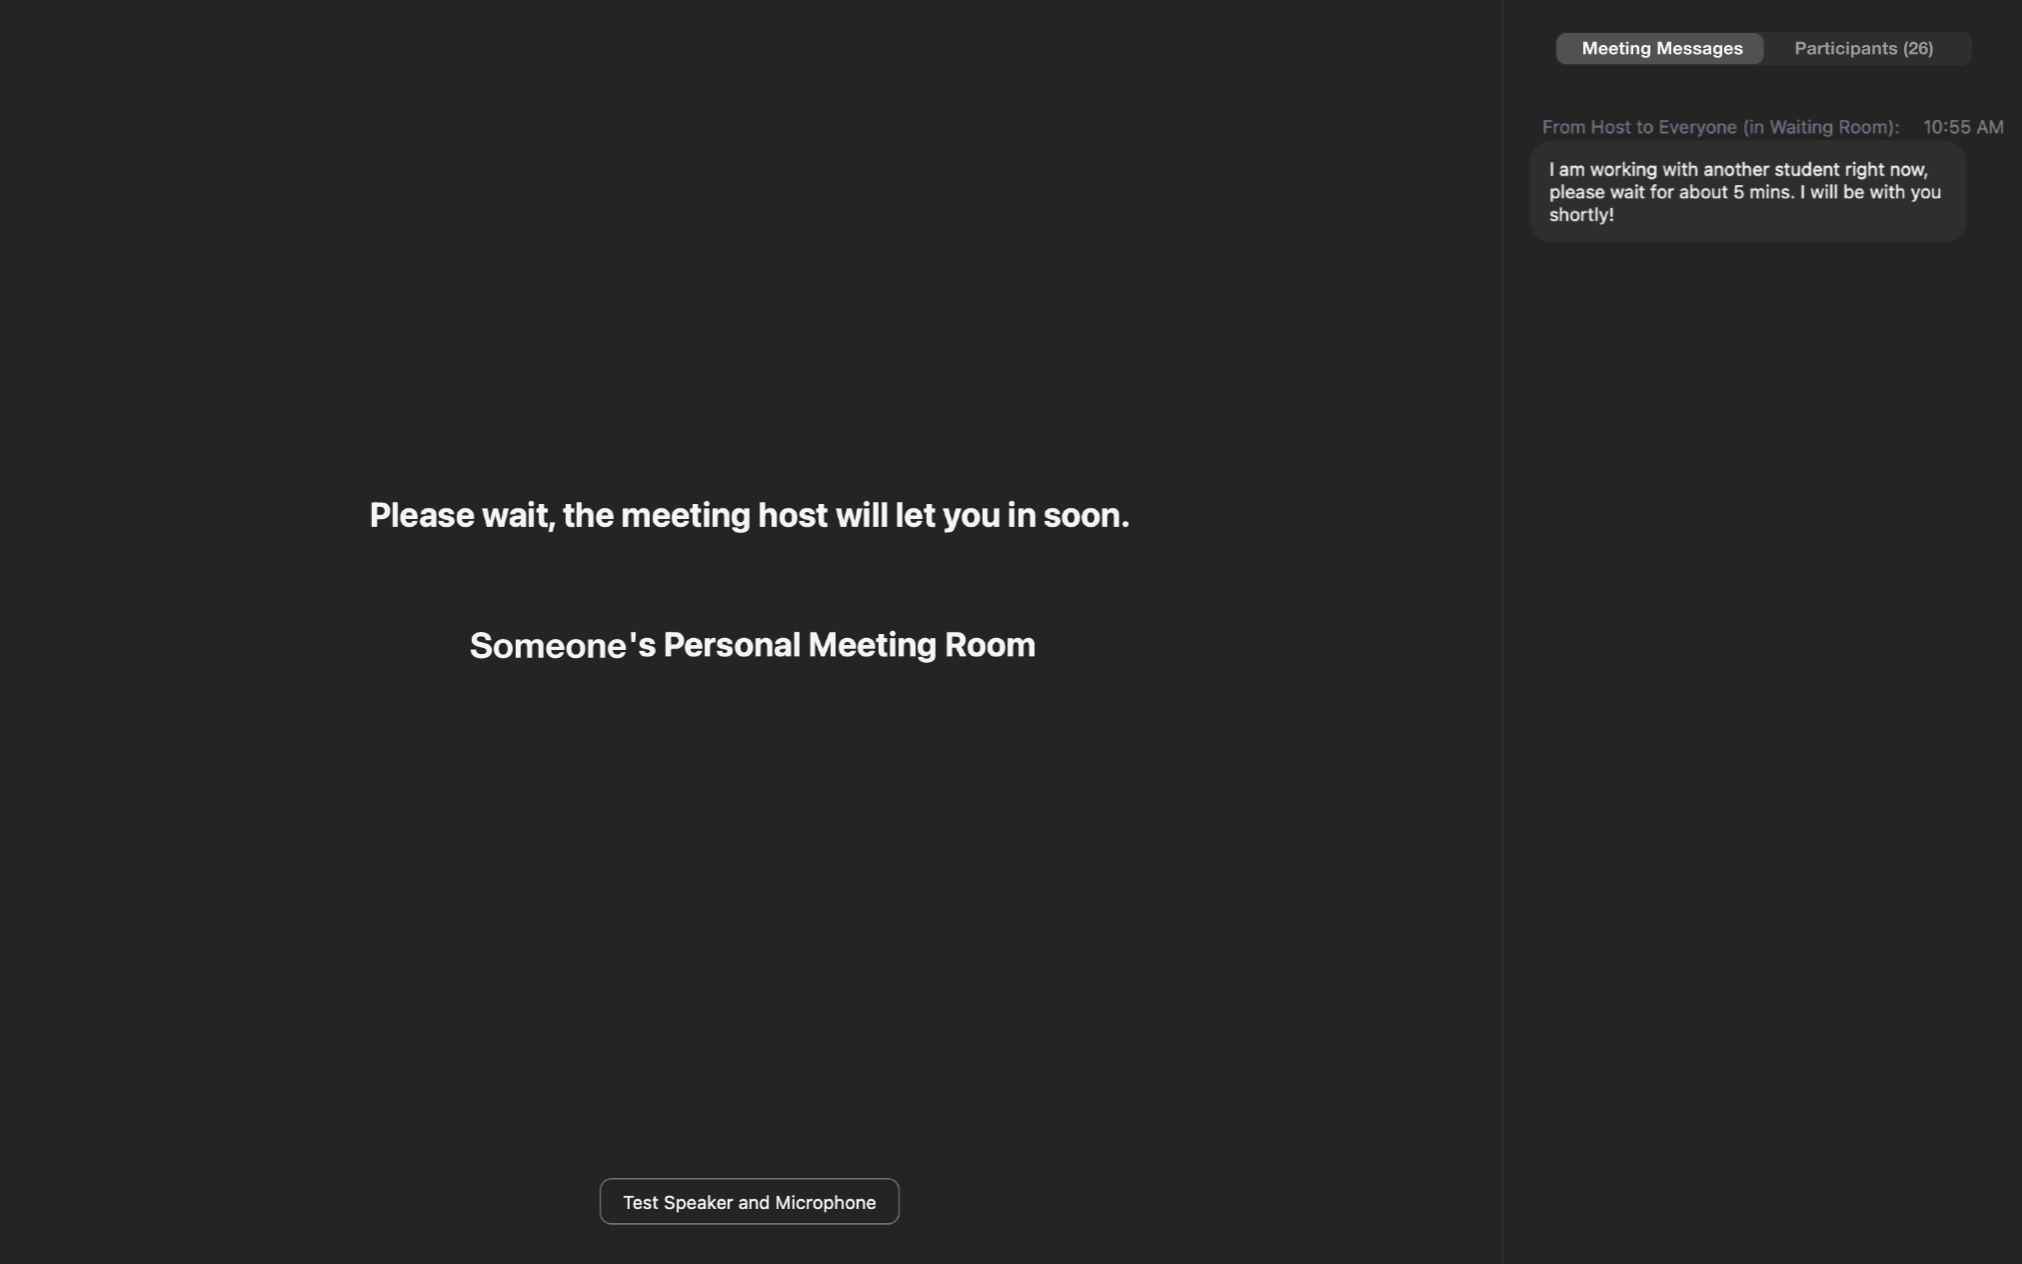 Meeting Messages
Participants (26)
From Host to Everyone (in Waiting Room): 10:55 AM
I am working with another student right now,
please wait for about 5 mins. I will be with you
shortly!
Please wait, the meeting host will let you in soon.
Someone's Personal Meeting Room
Test Speaker and Microphone